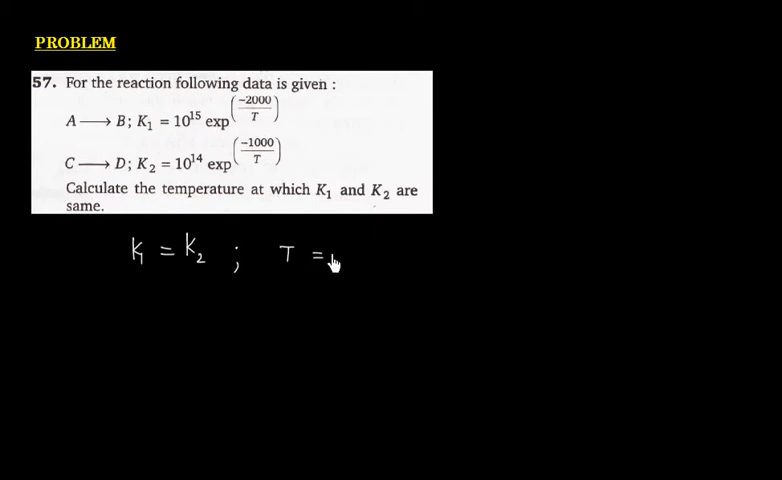 PROBLEM
57. For the reaction following data is given :
A ⟶ B; K₁ = 10¹⁵ exp^(−2000/T)
C ⟶ D; K₂ = 10¹⁴ exp^(−1000/T)
Calculate the temperature at which K₁ and K₂ are
same.
K₁ = K₂ ; T =